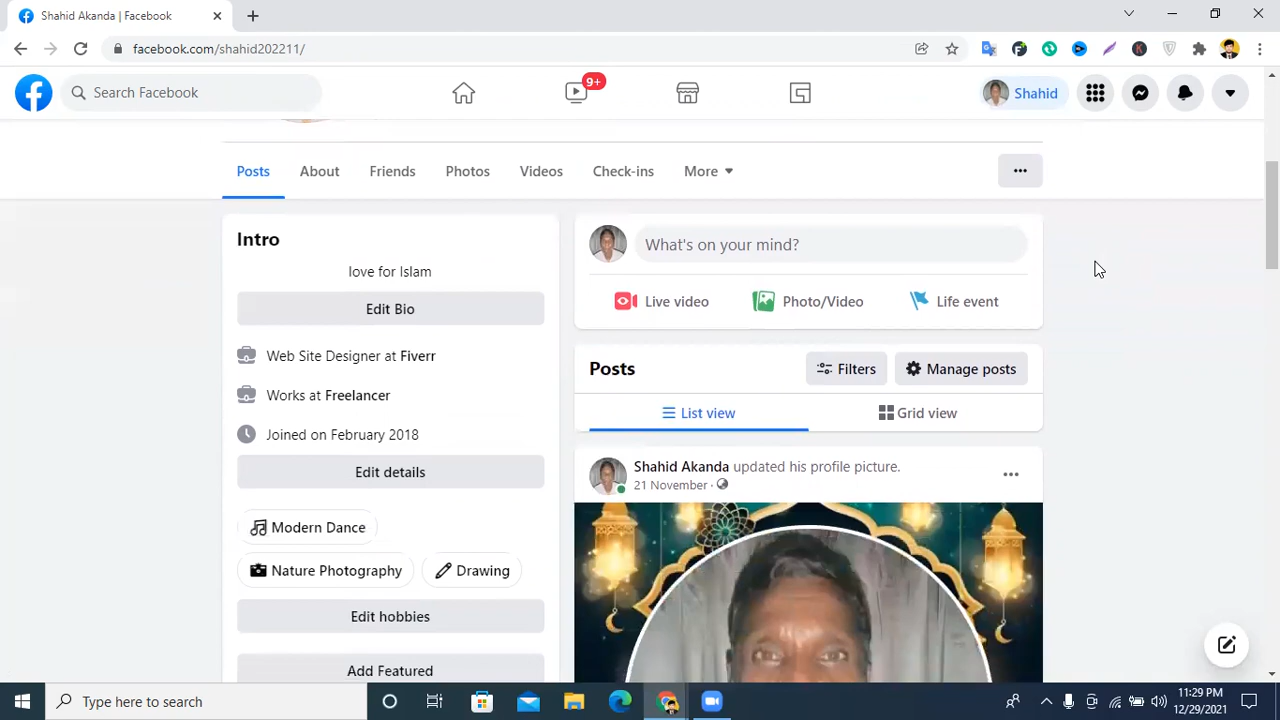 Shahid Akanda | Facebook
facebook.com/shahid202211/
Search Facebook
9+
Shahid
Posts
About
Friends
Photos
Videos
Check-ins
More
Intro
love for Islam
Edit Bio
Web Site Designer at Fiverr
Works at Freelancer
Joined on February 2018
Edit details
Modern Dance
Nature Photography
Drawing
Edit hobbies
Add Featured
What's on your mind?
Live video
Photo/Video
Life event
Posts
Filters
Manage posts
List view
Grid view
Shahid Akanda updated his profile picture.
21 November ·
Type here to search
11:29 PM
12/29/2021